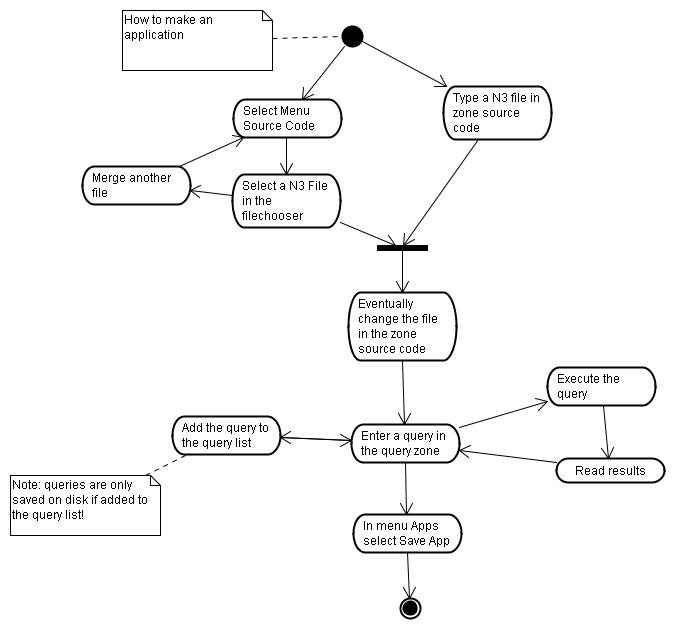 How to make an
application
Select Menu
Source Code
Type a N3 file in
zone source
code
Merge another
file
Select a N3 File
in the
filechooser
Eventually
change the file
in the zone
source code
Execute the
query
Add the query to
the query list
Enter a query in
the query zone
Read results
Note: queries are only
saved on disk if added to
the query list!
In menu Apps
select Save App